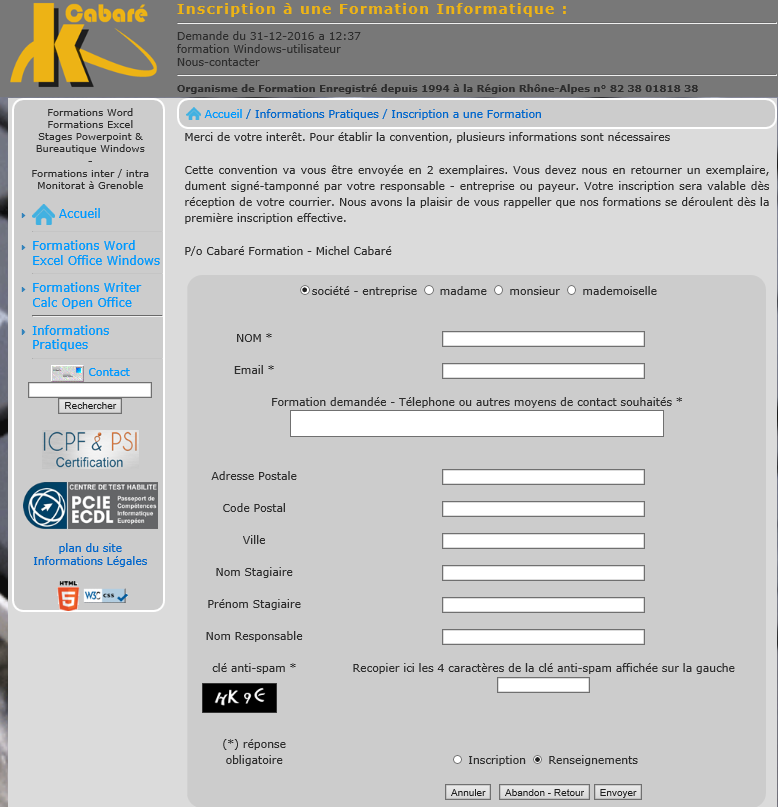 Cabaré
Inscription à une Formation Informatique :
Demande du 31-12-2016 a 12:37
formation Windows-utilisateur
Nous-contacter
Organisme de Formation Enregistré depuis 1994 à la Région Rhône-Alpes n° 82 38 01818 38
Formations Word
Formations Excel
Stages Powerpoint &
Bureautique Windows
-
Formations inter / intra
Monitorat à Grenoble
Accueil
Formations Word
Excel Office Windows
Formations Writer
Calc Open Office
Informations
Pratiques
Contact
Rechercher
ICPF & PSI
Certification
CENTRE DE TEST HABILITE
PCIE
ECDL
Passeport de
Compétences
Informatique
Européen
plan du site
Informations Légales
HTML
5
W3C css
Accueil / Informations Pratiques / Inscription a une Formation
Merci de votre interêt. Pour établir la convention, plusieurs informations sont nécessaires
Cette convention va vous être envoyée en 2 exemplaires. Vous devez nous en retourner un exemplaire,
dument signé-tamponné par votre responsable - entreprise ou payeur. Votre inscription sera valable dès
réception de votre courrier. Nous avons la plaisir de vous rappeller que nos formations se déroulent dès la
première inscription effective.
P/o Cabaré Formation - Michel Cabaré
société - entreprise madame monsieur mademoiselle
NOM *
Email *
Formation demandée - Télephone ou autres moyens de contact souhaités *
Adresse Postale
Code Postal
Ville
Nom Stagiaire
Prénom Stagiaire
Nom Responsable
clé anti-spam * Recopier ici les 4 caractères de la clé anti-spam affichée sur la gauche
HK9E
(*) réponse
obligatoire Inscription Renseignements
Annuler Abandon - Retour Envoyer